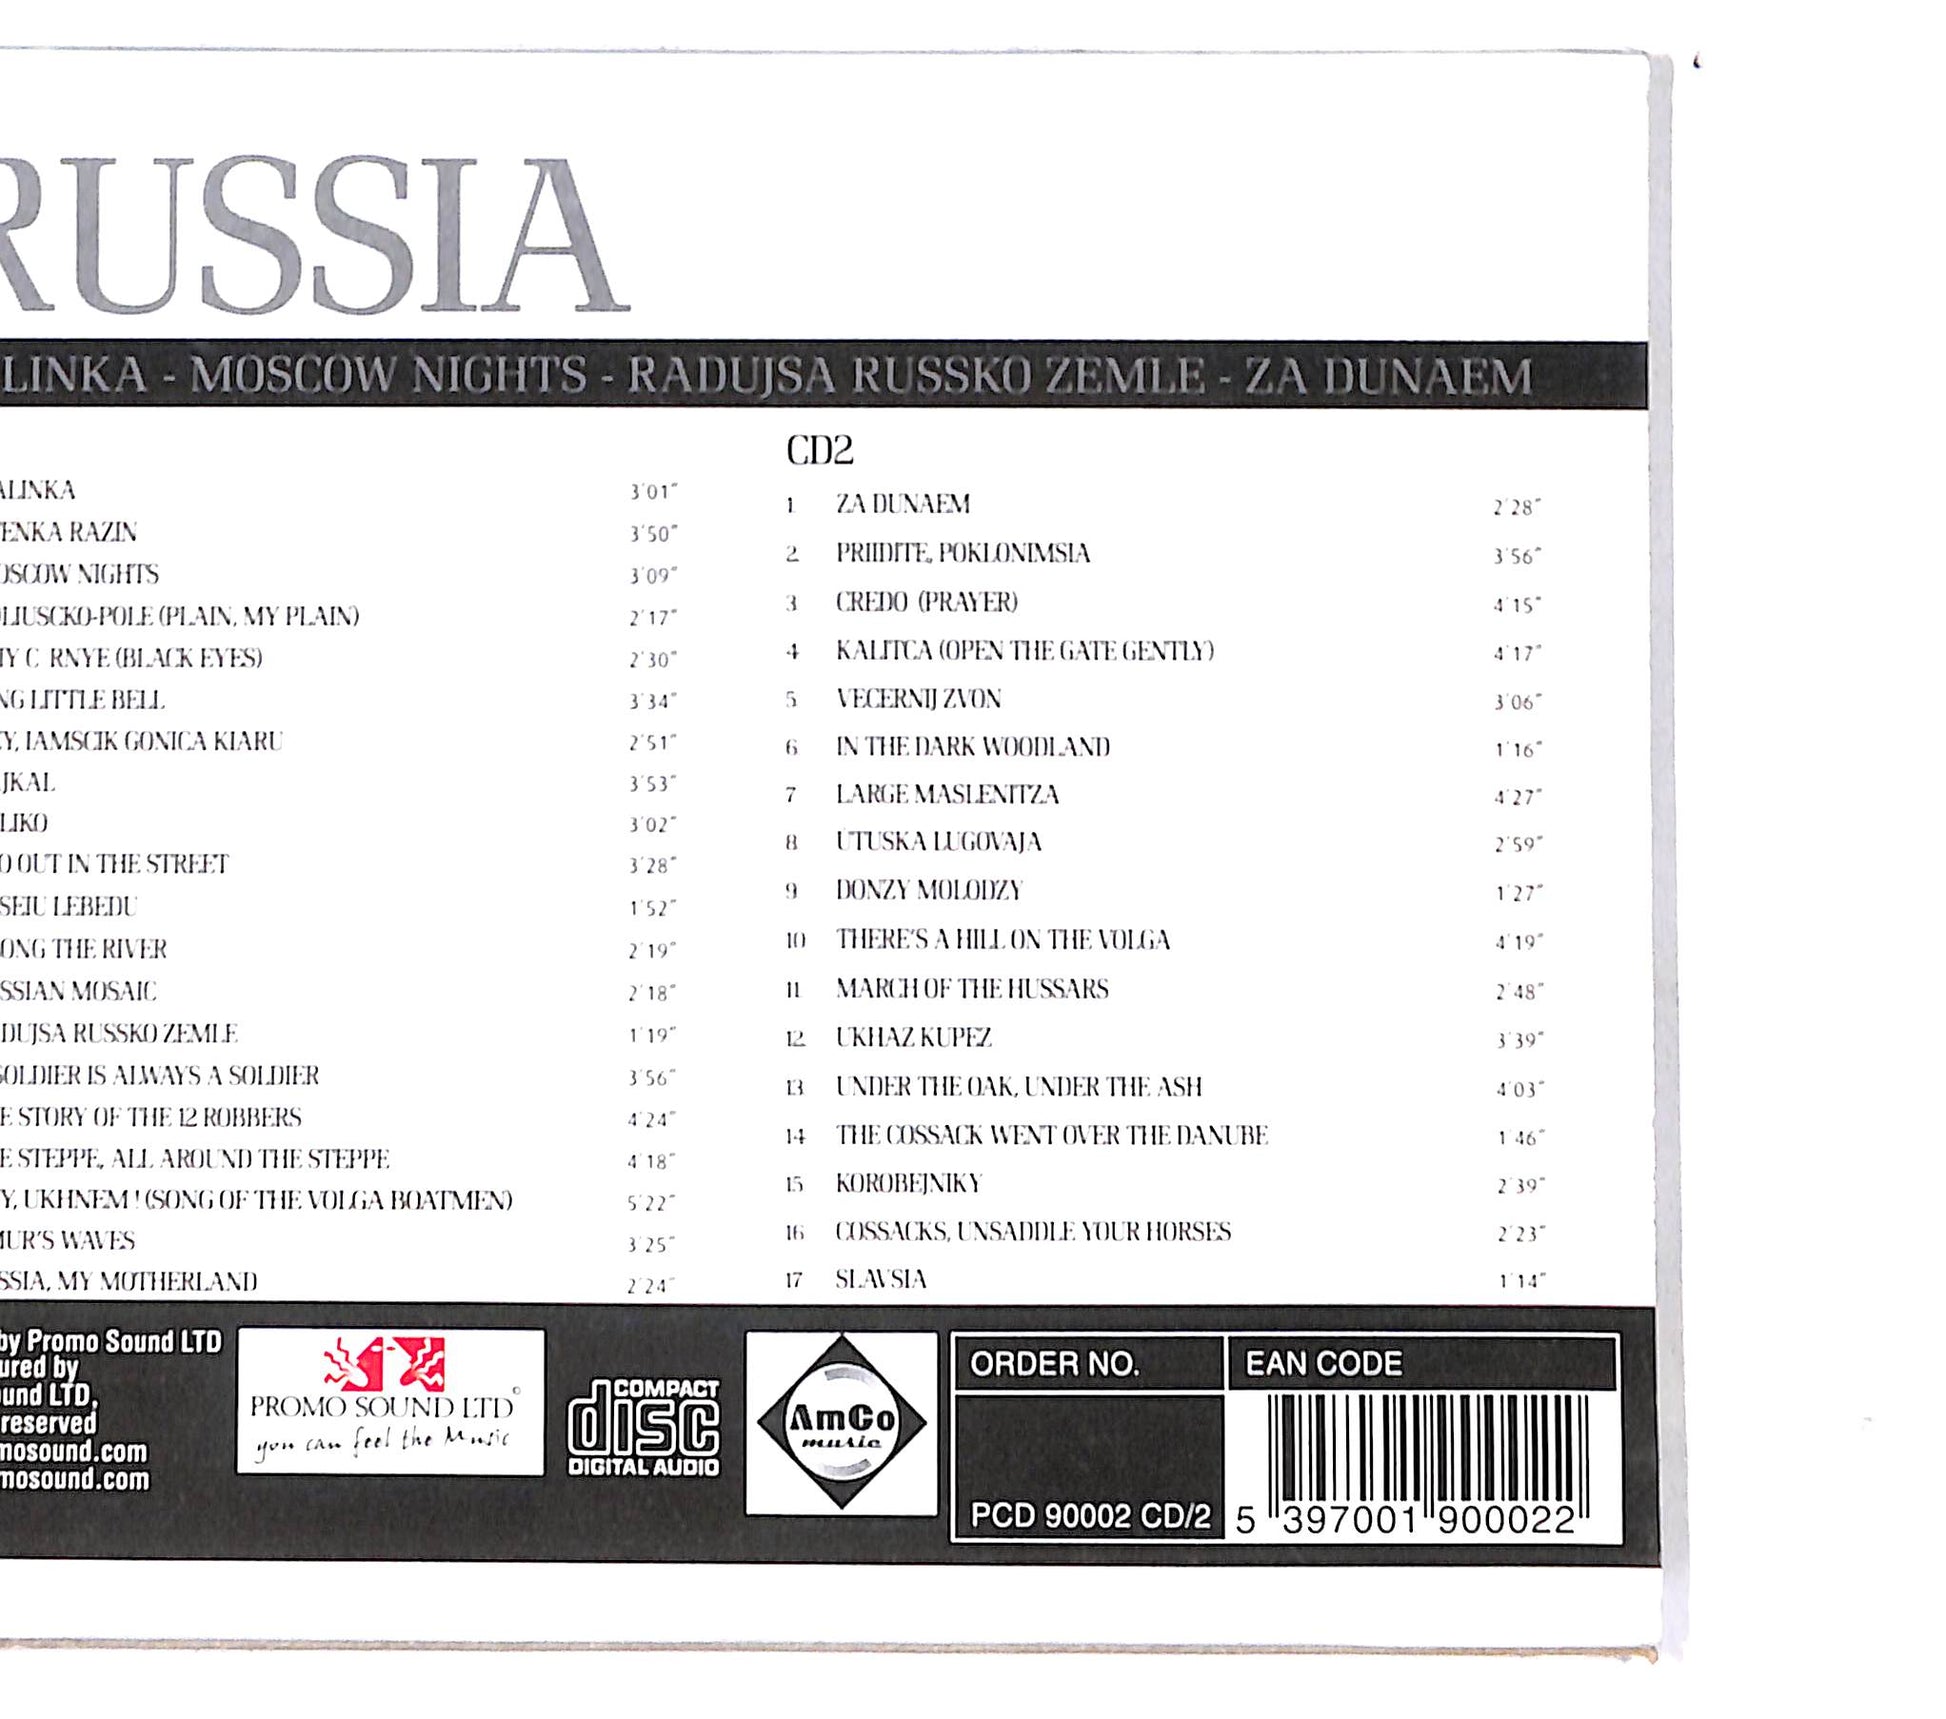 RUSSIA
LINKA - MOSCOW NIGHTS - RADUJSA RUSSKO ZEMLE - ZA DUNAEM
ALINKA 3'01"
ENKA RAZIN 3'50"
OSCOW NIGHTS 3'09"
OLJUSCKO-POLE (PLAIN, MY PLAIN) 2'17"
HY C RNYE (BLACK EYES) 2'30"
NG LITTLE BELL 3'34"
Y, IAMSCIK GONICA KIARU 2'51"
JKAL 3'53"
LIKO 3'02"
O OUT IN THE STREET 3'28"
SEJU LEBEDU 1'52"
ONG THE RIVER 2'19"
SSIAN MOSAIC 2'18"
DUJSA RUSSKO ZEMLE 1'19"
SOLDIER IS ALWAYS A SOLDIER 3'56"
E STORY OF THE 12 ROBBERS 4'24"
E STEPPE, ALL AROUND THE STEPPE 4'18"
Y, UKHNEM ! (SONG OF THE VOLGA BOATMEN) 5'22"
MUR'S WAVES 3'25"
SSIA, MY MOTHERLAND 2'24"
CD2
1 ZA DUNAEM 2'28"
2 PRIIDITE, POKLONIMSIA 3'56"
3 CREDO (PRAYER) 4'15"
4 KALITCA (OPEN THE GATE GENTLY) 4'17"
5 VECERNIJ ZVON 3'06"
6 IN THE DARK WOODLAND 1'16"
7 LARGE MASLENITZA 4'27"
8 UTUSKA LUGOVAJA 2'59"
9 DONZY MOLODZY 1'27"
10 THERE'S A HILL ON THE VOLGA 4'19"
11 MARCH OF THE HUSSARS 2'48"
12 UKHAZ KUPEZ 3'39"
13 UNDER THE OAK, UNDER THE ASH 4'03"
14 THE COSSACK WENT OVER THE DANUBE 1'46"
15 KOROBEJNIKY 2'39"
16 COSSACKS, UNSADDLE YOUR HORSES 2'23"
17 SLAVSIA 1'14"
by Promo Sound LTD
ured by
und LTD,
reserved
mosound.com
mosound.com
PROMO SOUND LTD©
you can feel the Music
COMPACT
disc
DIGITAL AUDIO
AmCo
music
ORDER NO.
PCD 90002 CD/2
EAN CODE
5 397001 900022